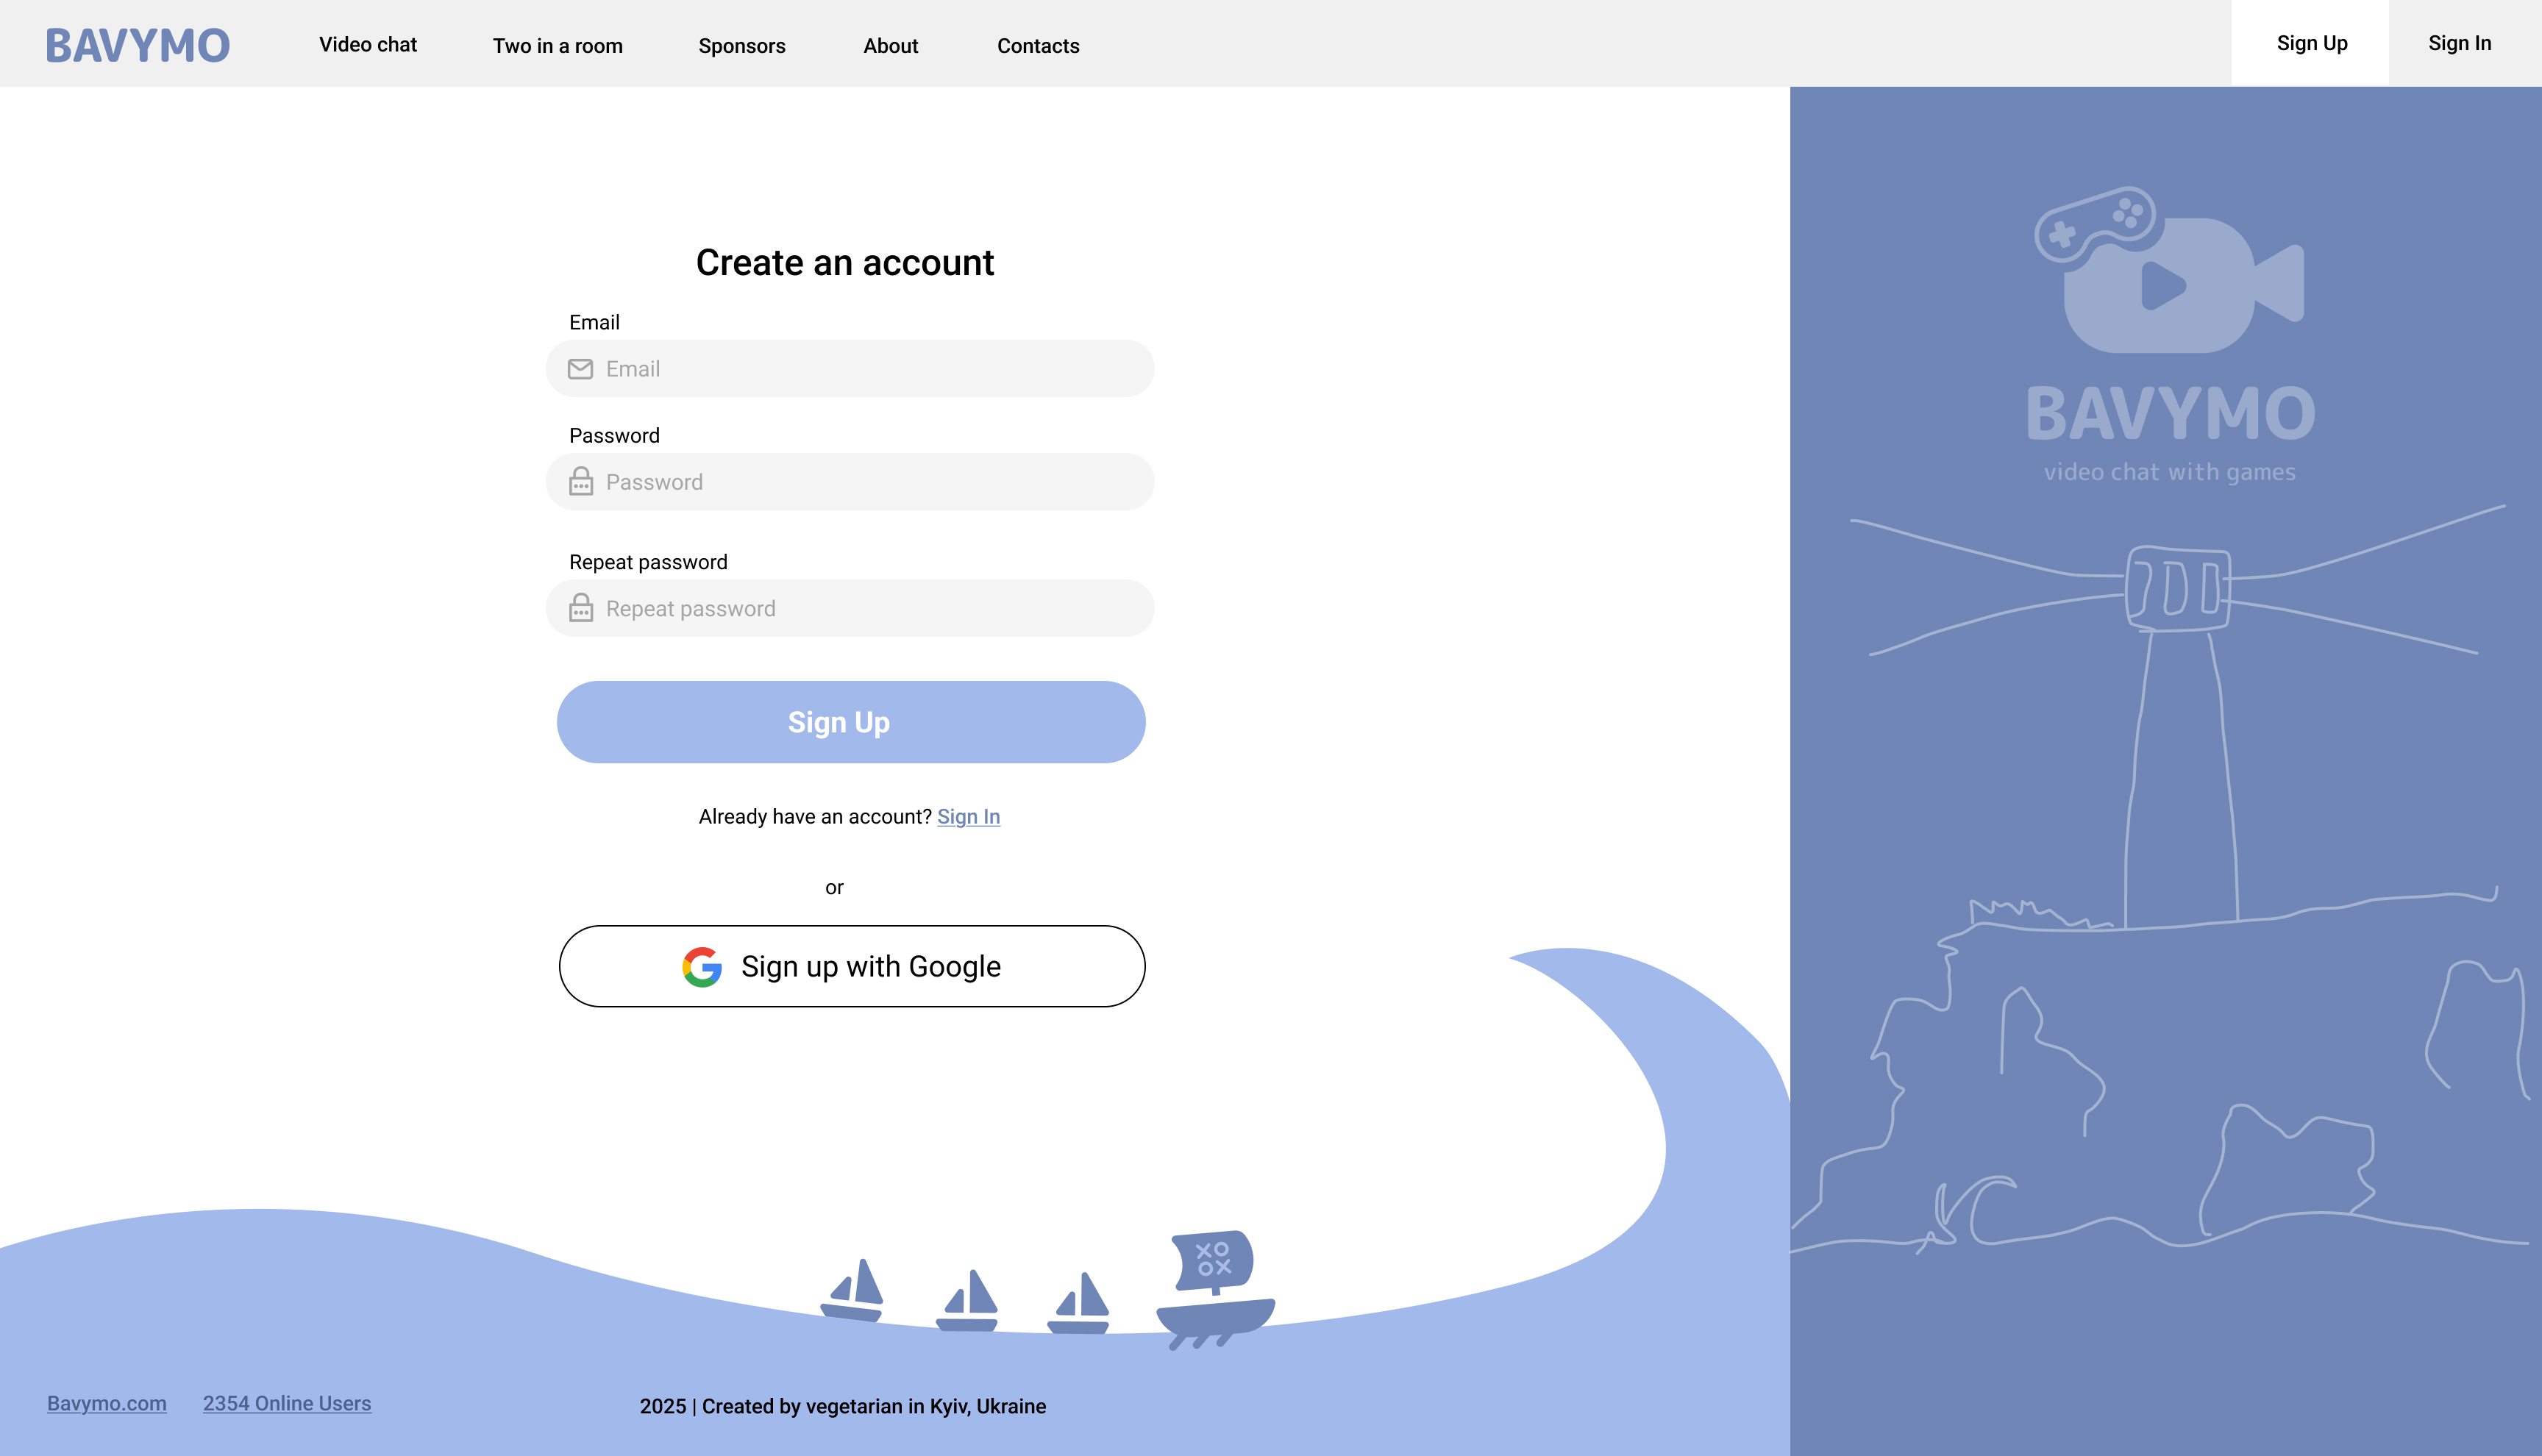 BAVYMO
Video chat
Two in a room
Sponsors
About
Contacts
Sign Up
Sign In
Create an account
Email
Email
Password
Password
Repeat password
Repeat password
Sign Up
Already have an account? Sign In
or
Sign up with Google
BAVYMO
video chat with games
XO
OX
Bavymo.com
2354 Online Users
2025 | Created by vegetarian in Kyiv, Ukraine